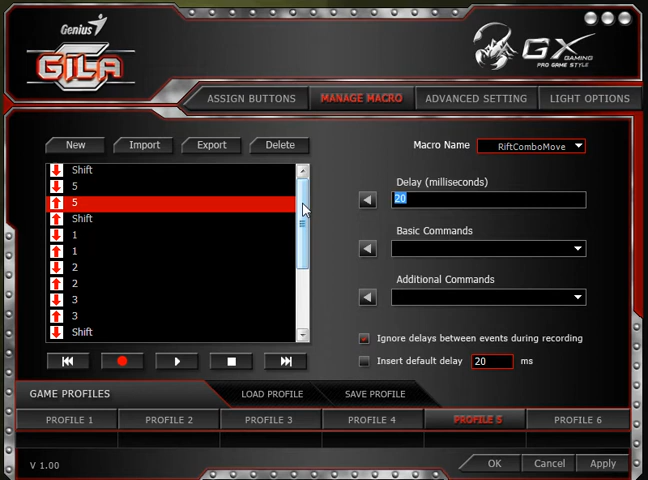 Genius
GILA
GX
GAMING
PRO GAME STYLE
ASSIGN BUTTONS
MANAGE MACRO
ADVANCED SETTING
LIGHT OPTIONS
New
Import
Export
Delete
Macro Name
RiftComboMove
Shift
5
5
Shift
1
1
2
2
3
3
Shift
Delay (milliseconds)
20
Basic Commands
Additional Commands
Ignore delays between events during recording
Insert default delay 20 ms
GAME PROFILES
LOAD PROFILE
SAVE PROFILE
PROFILE 1
PROFILE 2
PROFILE 3
PROFILE 4
PROFILE 5
PROFILE 6
V 1.00
OK
Cancel
Apply